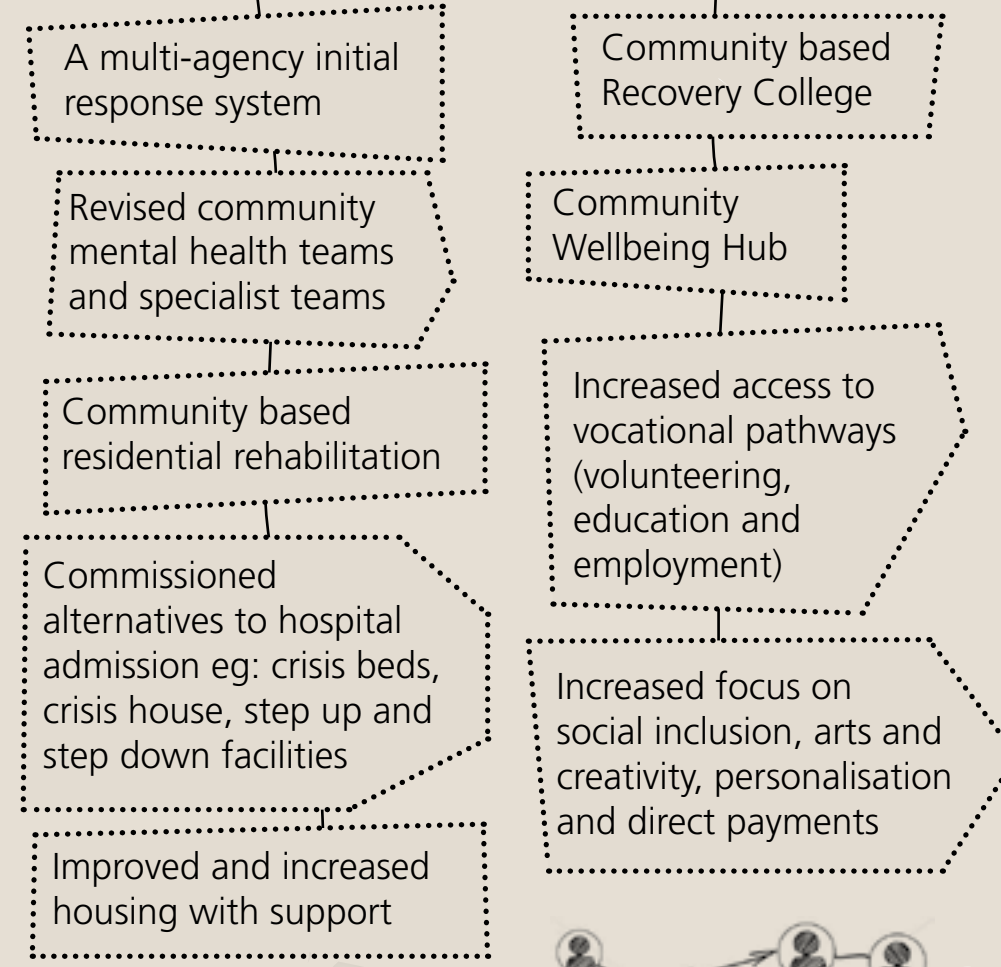 A multi-agency initial
response system
Revised community
mental health teams
and specialist teams
Community based
residential rehabilitation
Commissioned
alternatives to hospital
admission eg: crisis beds,
crisis house, step up and
step down facilities
Improved and increased
housing with support
Community based
Recovery College
Community
Wellbeing Hub
Increased access to
vocational pathways
(volunteering,
education and
employment)
Increased focus on
social inclusion, arts and
creativity, personalisation
and direct payments